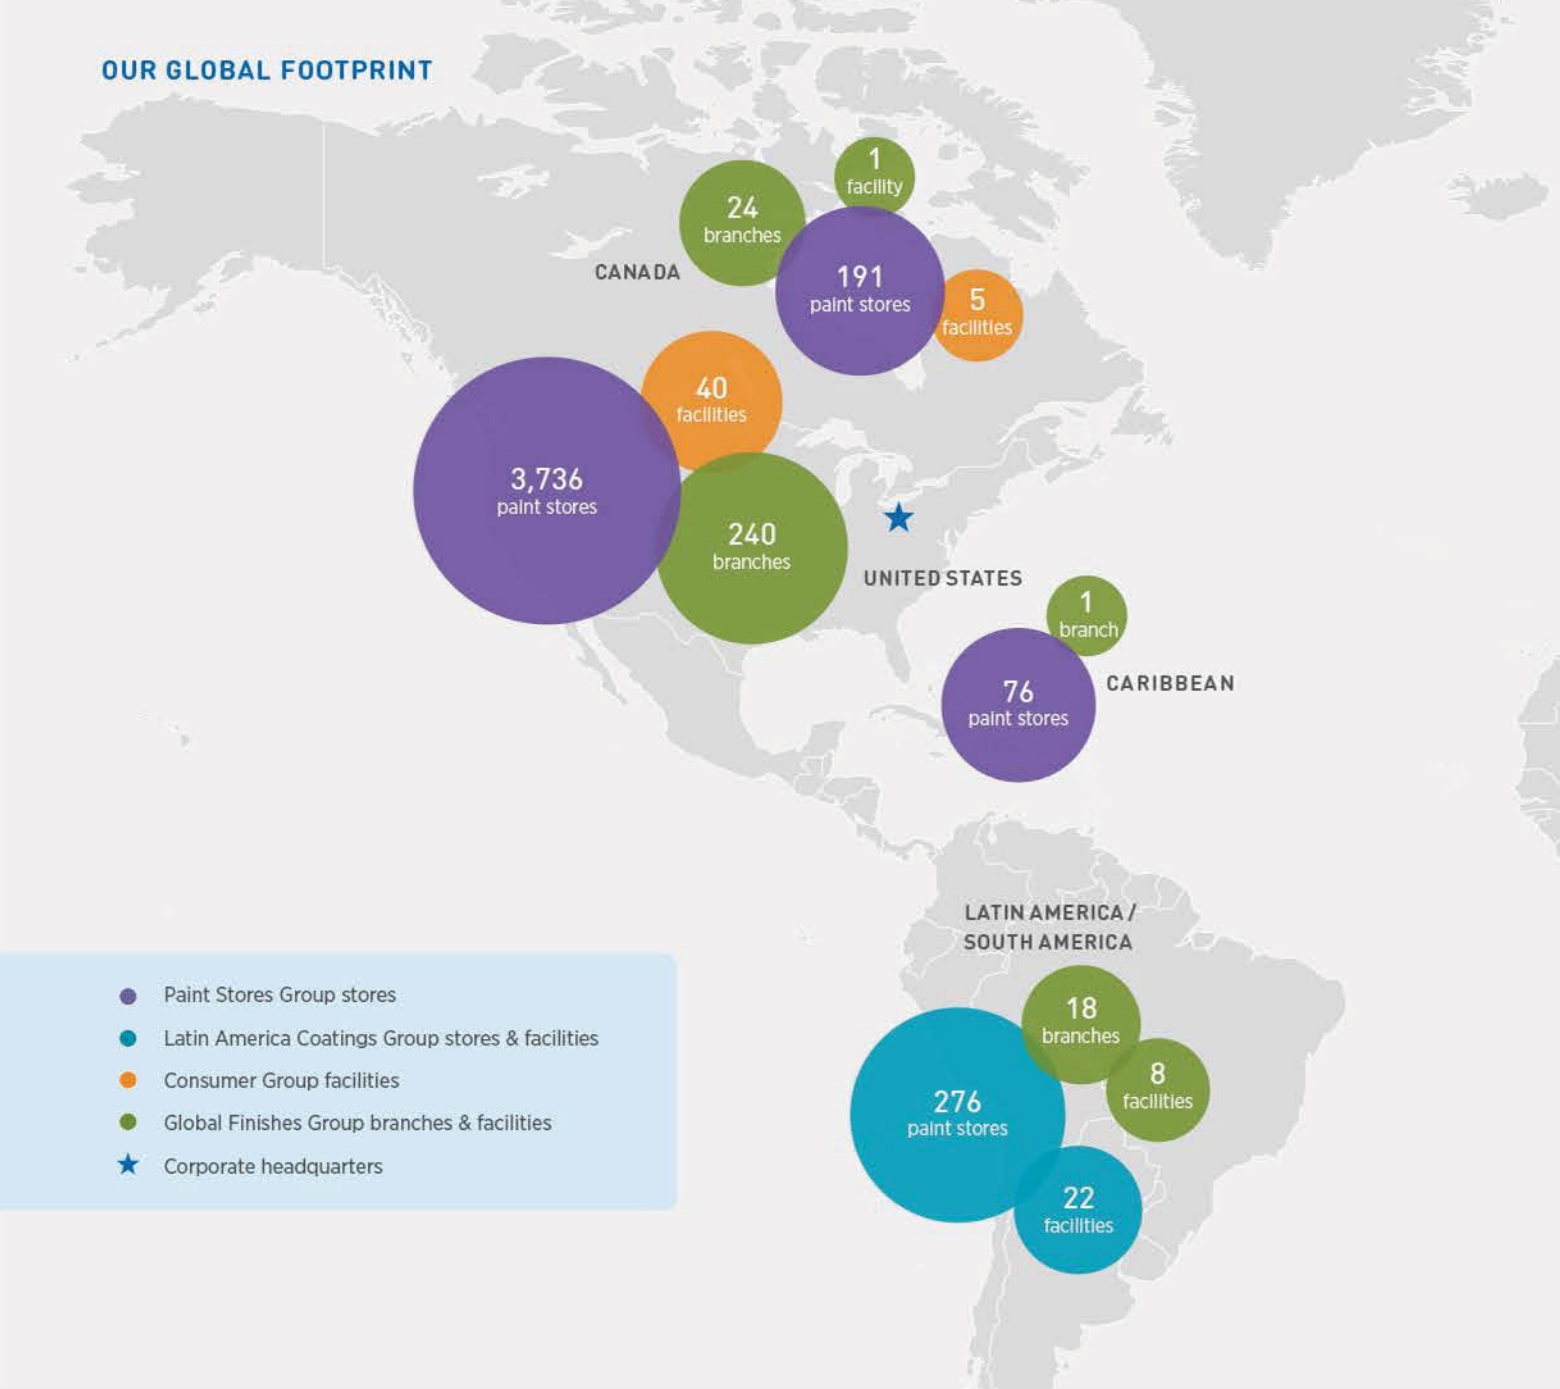 OUR GLOBAL FOOTPRINT
1
facility
24
branches
CANADA
191
paint stores
5
facilities
40
facilities
3,736
paint stores
240
branches
UNITED STATES
1
branch
76
paint stores
CARIBBEAN
LATIN AMERICA /
SOUTH AMERICA
18
branches
8
facilities
276
paint stores
22
facilities
Paint Stores Group stores
Latin America Coatings Group stores & facilities
Consumer Group facilities
Global Finishes Group branches & facilities
Corporate headquarters